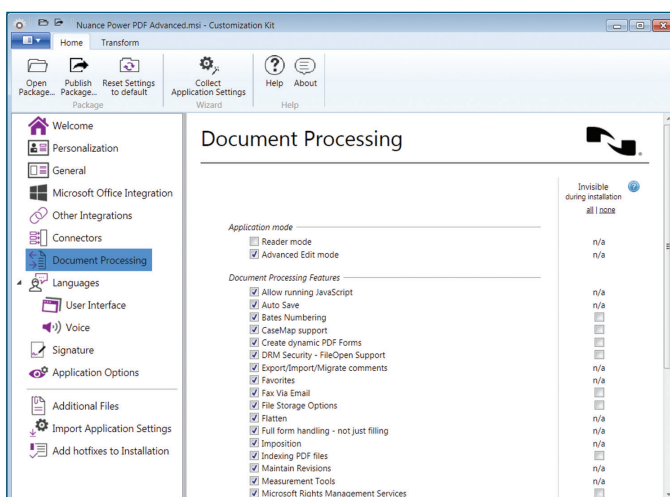 Nuance Power PDF Advanced.msi - Customization Kit
Home Transform
Open Package...
Publish Package...
Reset Settings to default
Collect Application Settings
Help
About
Package
Wizard
Help
Welcome
Personalization
General
Microsoft Office Integration
Other Integrations
Connectors
Document Processing
Languages
User Interface
Voice
Signature
Application Options
Additional Files
Import Application Settings
Add hotfixes to Installation
Document Processing
Invisible
during installation
all | none
Application mode
Reader mode n/a
Advanced Edit mode n/a
Document Processing Features
Allow running JavaScript n/a
Auto Save n/a
Bates Numbering
CaseMap support
Create dynamic PDF Forms
DRM Security - FileOpen Support
Export/Import/Migrate comments n/a
Favorites n/a
Fax Via Email
File Storage Options
Flatten n/a
Full form handling - not just filling n/a
Imposition n/a
Indexing PDF files
Maintain Revisions n/a
Measurement Tools n/a
Microsoft Rights Management Services